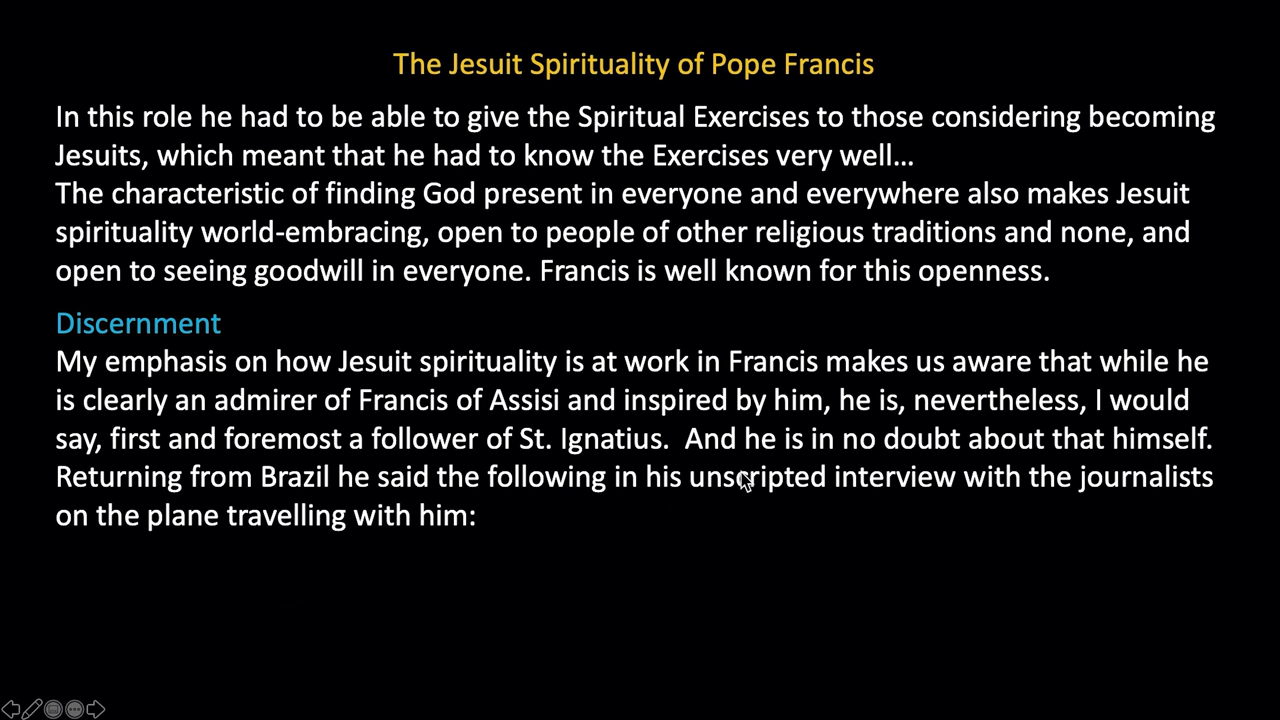 The Jesuit Spirituality of Pope Francis
In this role he had to be able to give the Spiritual Exercises to those considering becoming
Jesuits, which meant that he had to know the Exercises very well…
The characteristic of finding God present in everyone and everywhere also makes Jesuit
spirituality world-embracing, open to people of other religious traditions and none, and
open to seeing goodwill in everyone. Francis is well known for this openness.
Discernment
My emphasis on how Jesuit spirituality is at work in Francis makes us aware that while he
is clearly an admirer of Francis of Assisi and inspired by him, he is, nevertheless, I would
say, first and foremost a follower of St. Ignatius.  And he is in no doubt about that himself.
Returning from Brazil he said the following in his unscripted interview with the journalists
on the plane travelling with him: